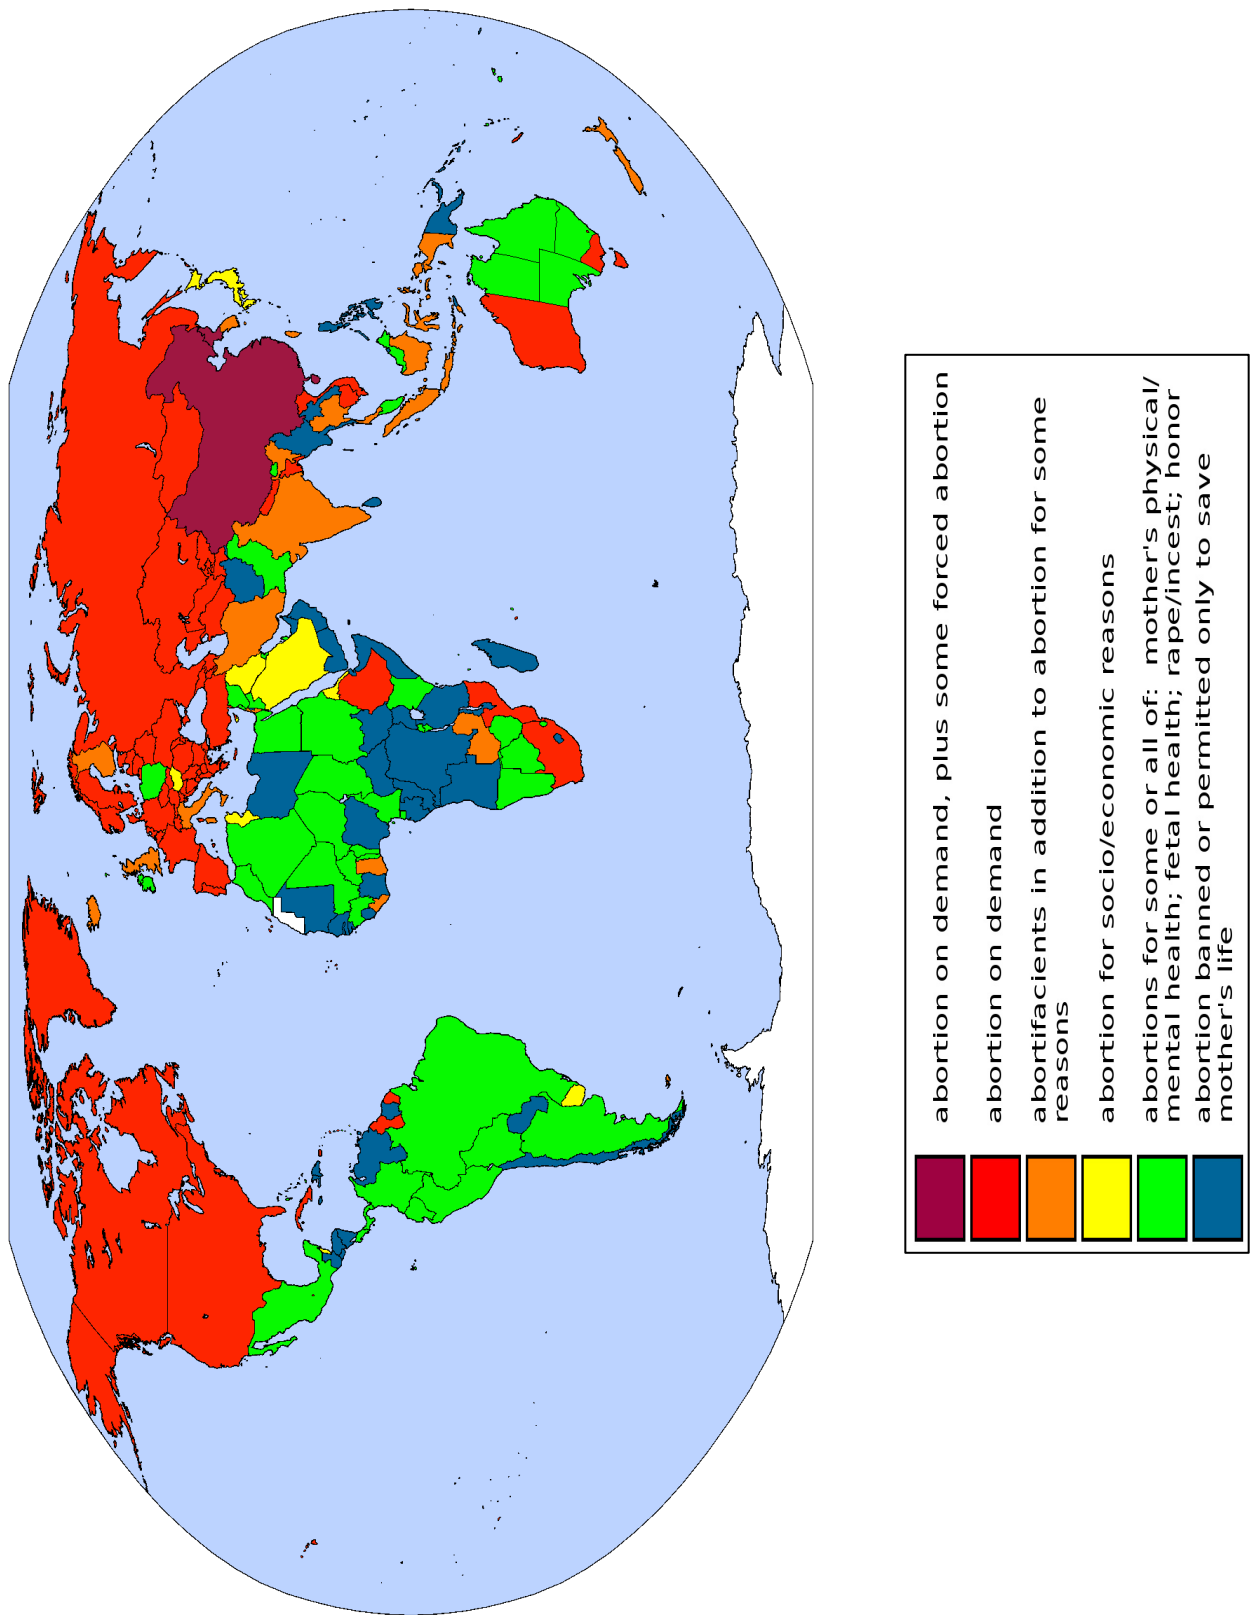 abortion on demand, plus some forced abortion
abortion on demand
abortifacients in addition to abortion for some
reasons
abortion for socio/economic reasons
abortions for some or all of: mother's physical/
mental health; fetal health; rape/incest; honor
abortion banned or permitted only to save
mother's life